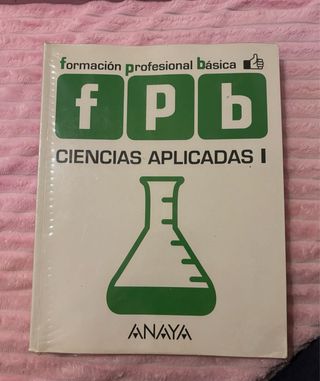 formación profesional básica
f p b
CIENCIAS APLICADAS I
ANAYA